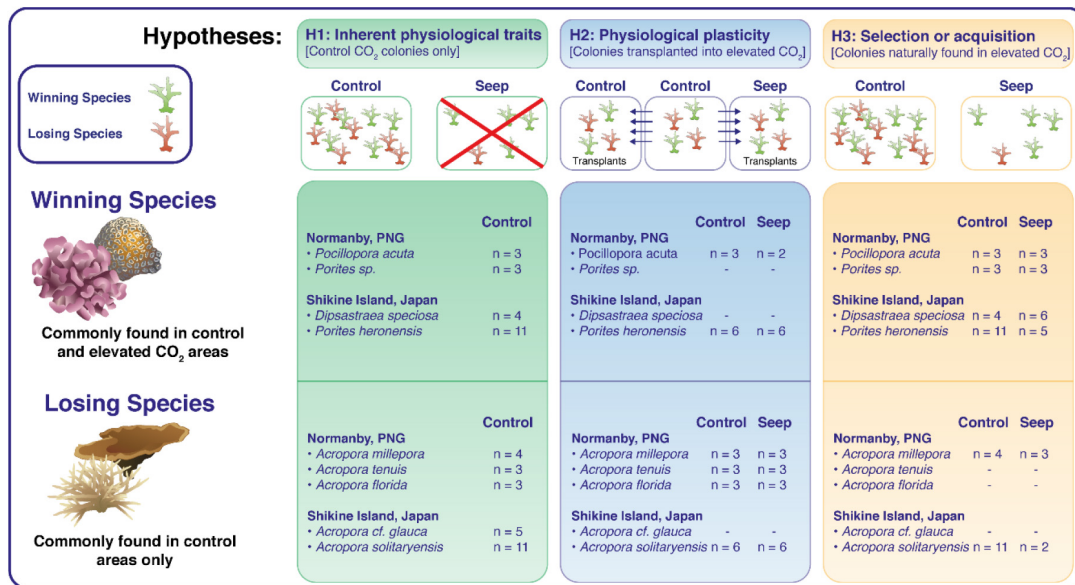 Hypotheses:
H1: Inherent physiological traits
[Control CO₂ colonies only]
H2: Physiological plasticity
[Colonies transplanted into elevated CO₂]
H3: Selection or acquisition
[Colonies naturally found in elevated CO₂]
Winning Species
Losing Species
Control Seep
Control Control Seep
Transplants Transplants
Control Seep
Winning Species
Commonly found in control
and elevated CO₂ areas
Control
Normanby, PNG
• Pocillopora acuta n = 3
• Porites sp. n = 3
Shikine Island, Japan
• Dipsastraea speciosa n = 4
• Porites heronensis n = 11
Control Seep
Normanby, PNG
• Pocillopora acuta n = 3 n = 2
• Porites sp. - -
Shikine Island, Japan
• Dipsastraea speciosa - -
• Porites heronensis n = 6 n = 6
Control Seep
Normanby, PNG
• Pocillopora acuta n = 3 n = 3
• Porites sp. n = 3 n = 3
Shikine Island, Japan
• Dipsastraea speciosa n = 4 n = 6
• Porites heronensis n = 11 n = 5
Losing Species
Commonly found in control
areas only
Control
Normanby, PNG
• Acropora millepora n = 4
• Acropora tenuis n = 3
• Acropora florida n = 3
Shikine Island, Japan
• Acropora cf. glauca n = 5
• Acropora solitaryensis n = 11
Control Seep
Normanby, PNG
• Acropora millepora n = 3 n = 3
• Acropora tenuis n = 3 n = 3
• Acropora florida n = 3 n = 3
Shikine Island, Japan
• Acropora cf. glauca - -
• Acropora solitaryensis n = 6 n = 6
Control Seep
Normanby, PNG
• Acropora millepora n = 4 n = 3
• Acropora tenuis - -
• Acropora florida - -
Shikine Island, Japan
• Acropora cf. glauca - -
• Acropora solitaryensis n = 11 n = 2